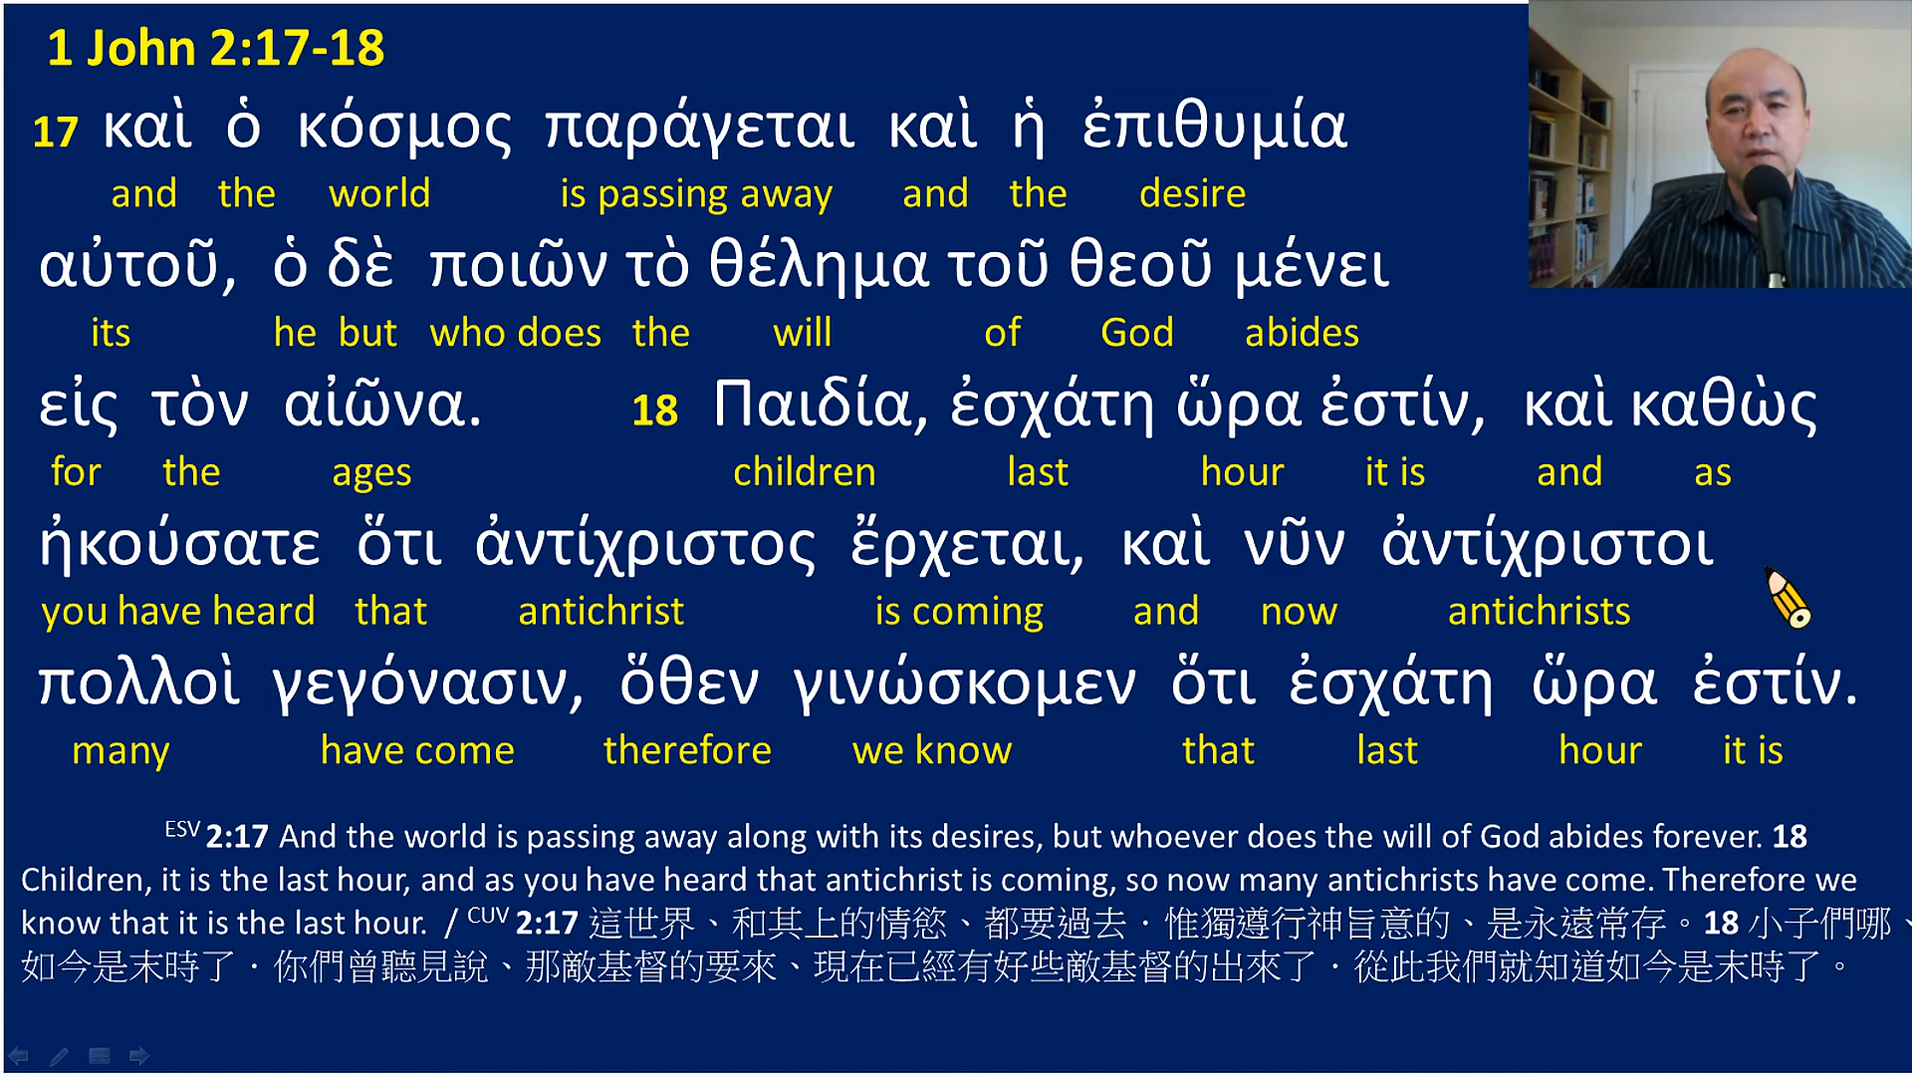 1 John 2:17-18
17 καὶ ὁ κόσμος παράγεται καὶ ἡ ἐπιθυμία
and the world is passing away and the desire
αὐτοῦ, ὁ δὲ ποιῶν τὸ θέλημα τοῦ θεοῦ μένει
its he but who does the will of God abides
εἰς τὸν αἰῶνα. 18 Παιδία, ἐσχάτη ὥρα ἐστίν, καὶ καθὼς
for the ages children last hour it is and as
ἠκούσατε ὅτι ἀντίχριστος ἔρχεται, καὶ νῦν ἀντίχριστοι
you have heard that antichrist is coming and now antichrists
πολλοὶ γεγόνασιν, ὅθεν γινώσκομεν ὅτι ἐσχάτη ὥρα ἐστίν.
many have come therefore we know that last hour it is
ESV 2:17 And the world is passing away along with its desires, but whoever does the will of God abides forever. 18
Children, it is the last hour, and as you have heard that antichrist is coming, so now many antichrists have come. Therefore we
know that it is the last hour. / CUV 2:17 這世界、和其上的情慾、都要過去．惟獨遵行神旨意的、是永遠常存。18 小子們哪、
如今是末時了．你們曾聽見說、那敵基督的要來、現在已經有好些敵基督的出來了．從此我們就知道如今是末時了。